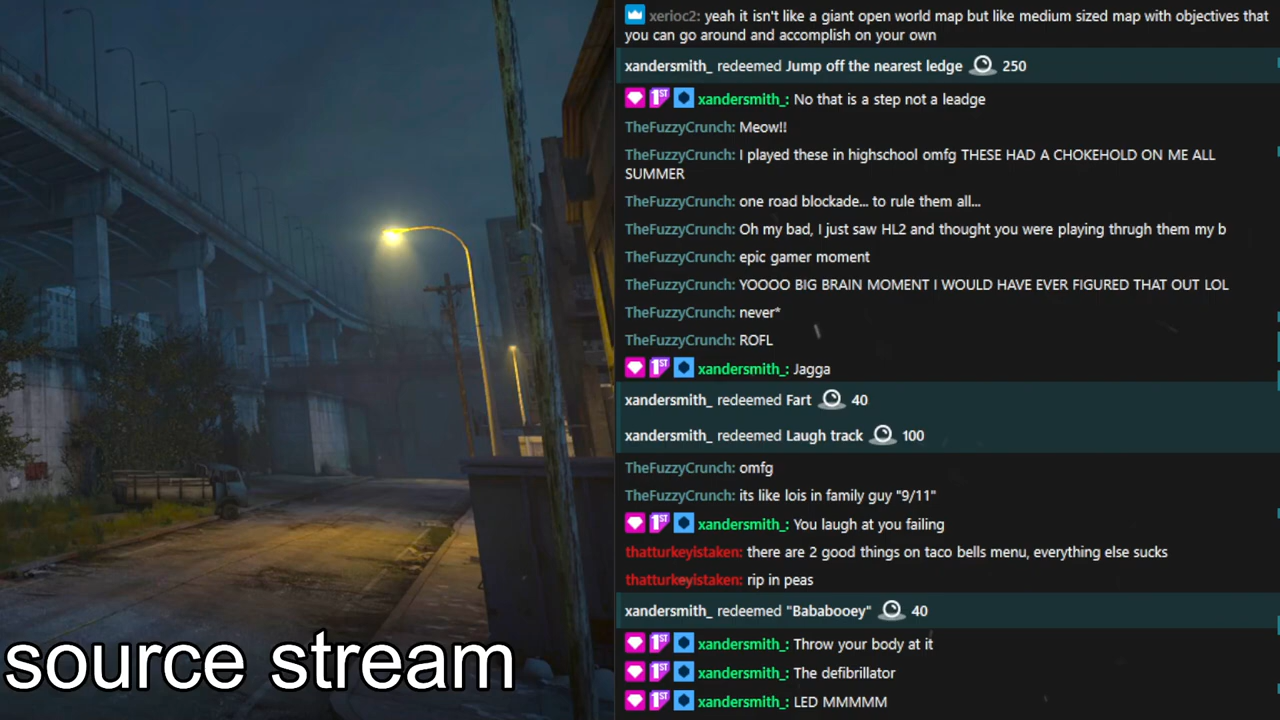 xerioc2: yeah it isn't like a giant open world map but like medium sized map with objectives that
you can go around and accomplish on your own
xandersmith_ redeemed Jump off the nearest ledge 250
1ST xandersmith_: No that is a step not a leadge
TheFuzzyCrunch: Meow!!
TheFuzzyCrunch: I played these in highschool omfg THESE HAD A CHOKEHOLD ON ME ALL
SUMMER
TheFuzzyCrunch: one road blockade... to rule them all...
TheFuzzyCrunch: Oh my bad, I just saw HL2 and thought you were playing thrugh them my b
TheFuzzyCrunch: epic gamer moment
TheFuzzyCrunch: YOOOO BIG BRAIN MOMENT I WOULD HAVE EVER FIGURED THAT OUT LOL
TheFuzzyCrunch: never*
TheFuzzyCrunch: ROFL
1ST xandersmith_: Jagga
xandersmith_ redeemed Fart 40
xandersmith_ redeemed Laugh track 100
TheFuzzyCrunch: omfg
TheFuzzyCrunch: its like lois in family guy "9/11"
1ST xandersmith_: You laugh at you failing
thatturkeyistaken: there are 2 good things on taco bells menu, everything else sucks
thatturkeyistaken: rip in peas
xandersmith_ redeemed "Bababooey" 40
1ST xandersmith_: Throw your body at it
1ST xandersmith_: The defibrillator
1ST xandersmith_: LED MMMMM
source stream